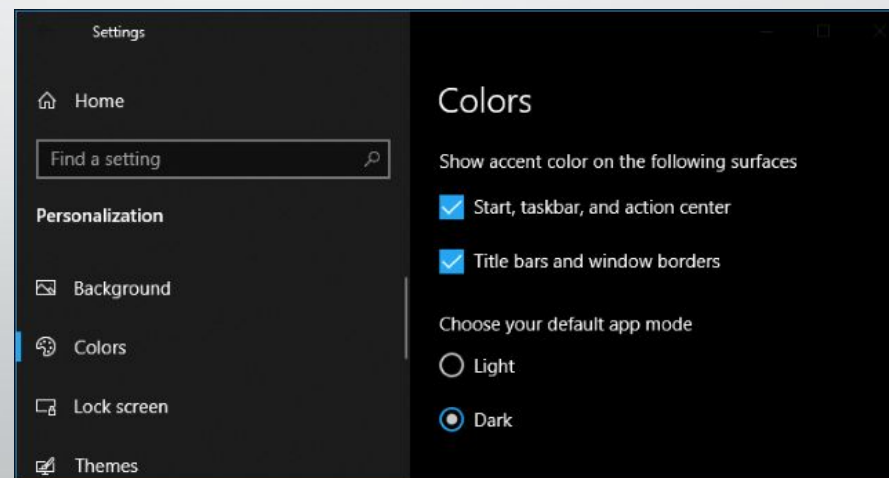 Settings
Home
Find a setting
Personalization
Background
Colors
Lock screen
Themes
Colors
Show accent color on the following surfaces
Start, taskbar, and action center
Title bars and window borders
Choose your default app mode
Light
Dark